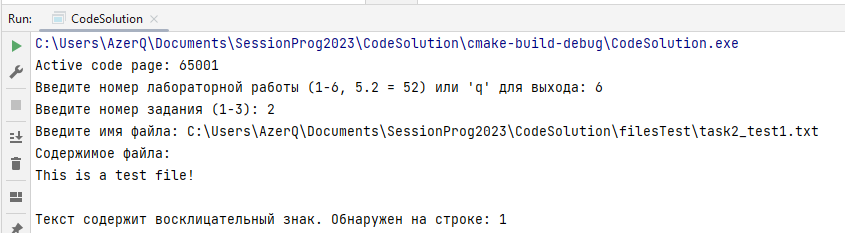 Run: CodeSolution
C:\Users\AzerQ\Documents\SessionProg2023\CodeSolution\cmake-build-debug\CodeSolution.exe
Active code page: 65001
Введите номер лабораторной работы (1-6, 5.2 = 52) или 'q' для выхода: 6
Введите номер задания (1-3): 2
Введите имя файла: C:\Users\AzerQ\Documents\SessionProg2023\CodeSolution\filesTest\task2_test1.txt
Содержимое файла:
This is a test file!
Текст содержит восклицательный знак. Обнаружен на строке: 1